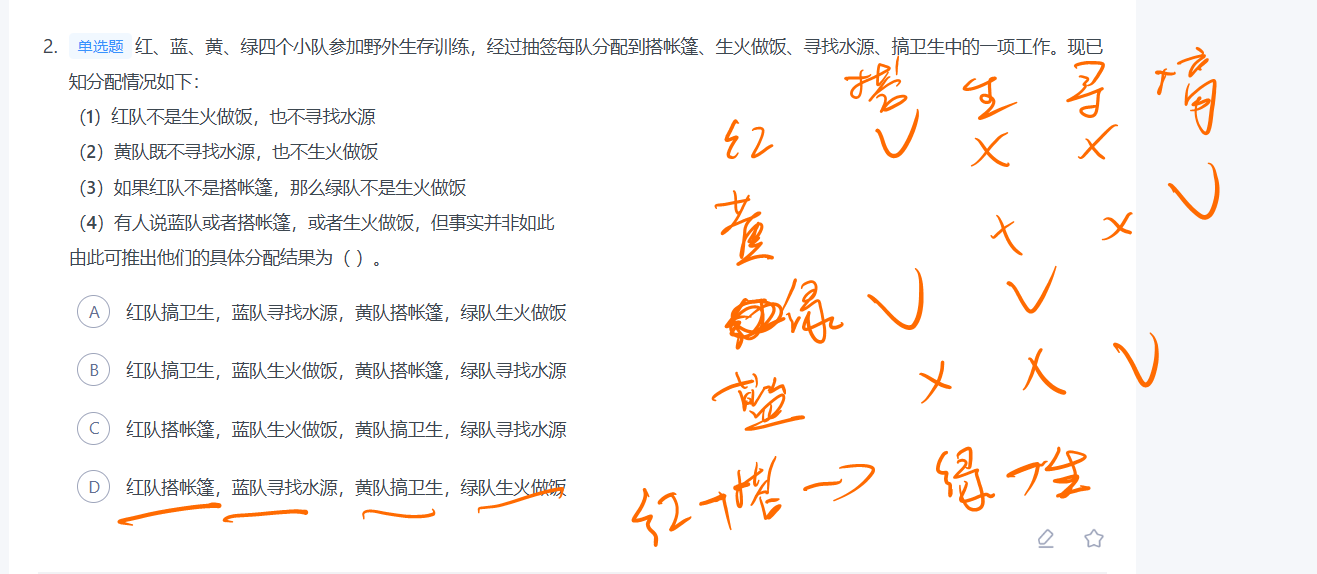 2. 单选题 红、蓝、黄、绿四个小队参加野外生存训练，经过抽签每队分配到搭帐篷、生火做饭、寻找水源、搞卫生中的一项工作。现已
知分配情况如下：
（1）红队不是生火做饭，也不寻找水源
（2）黄队既不寻找水源，也不生火做饭
（3）如果红队不是搭帐篷，那么绿队不是生火做饭
（4）有人说蓝队或者搭帐篷，或者生火做饭，但事实并非如此
由此可推出他们的具体分配结果为（ ）。
A 红队搞卫生，蓝队寻找水源，黄队搭帐篷，绿队生火做饭
B 红队搞卫生，蓝队生火做饭，黄队搭帐篷，绿队寻找水源
C 红队搭帐篷，蓝队生火做饭，黄队搞卫生，绿队寻找水源
D 红队搭帐篷，蓝队寻找水源，黄队搞卫生，绿队生火做饭
搭 生 寻 搞
红 √ × ×
黄 × × √
绿 √ √
蓝 × × √
红一搭 → 绿一生